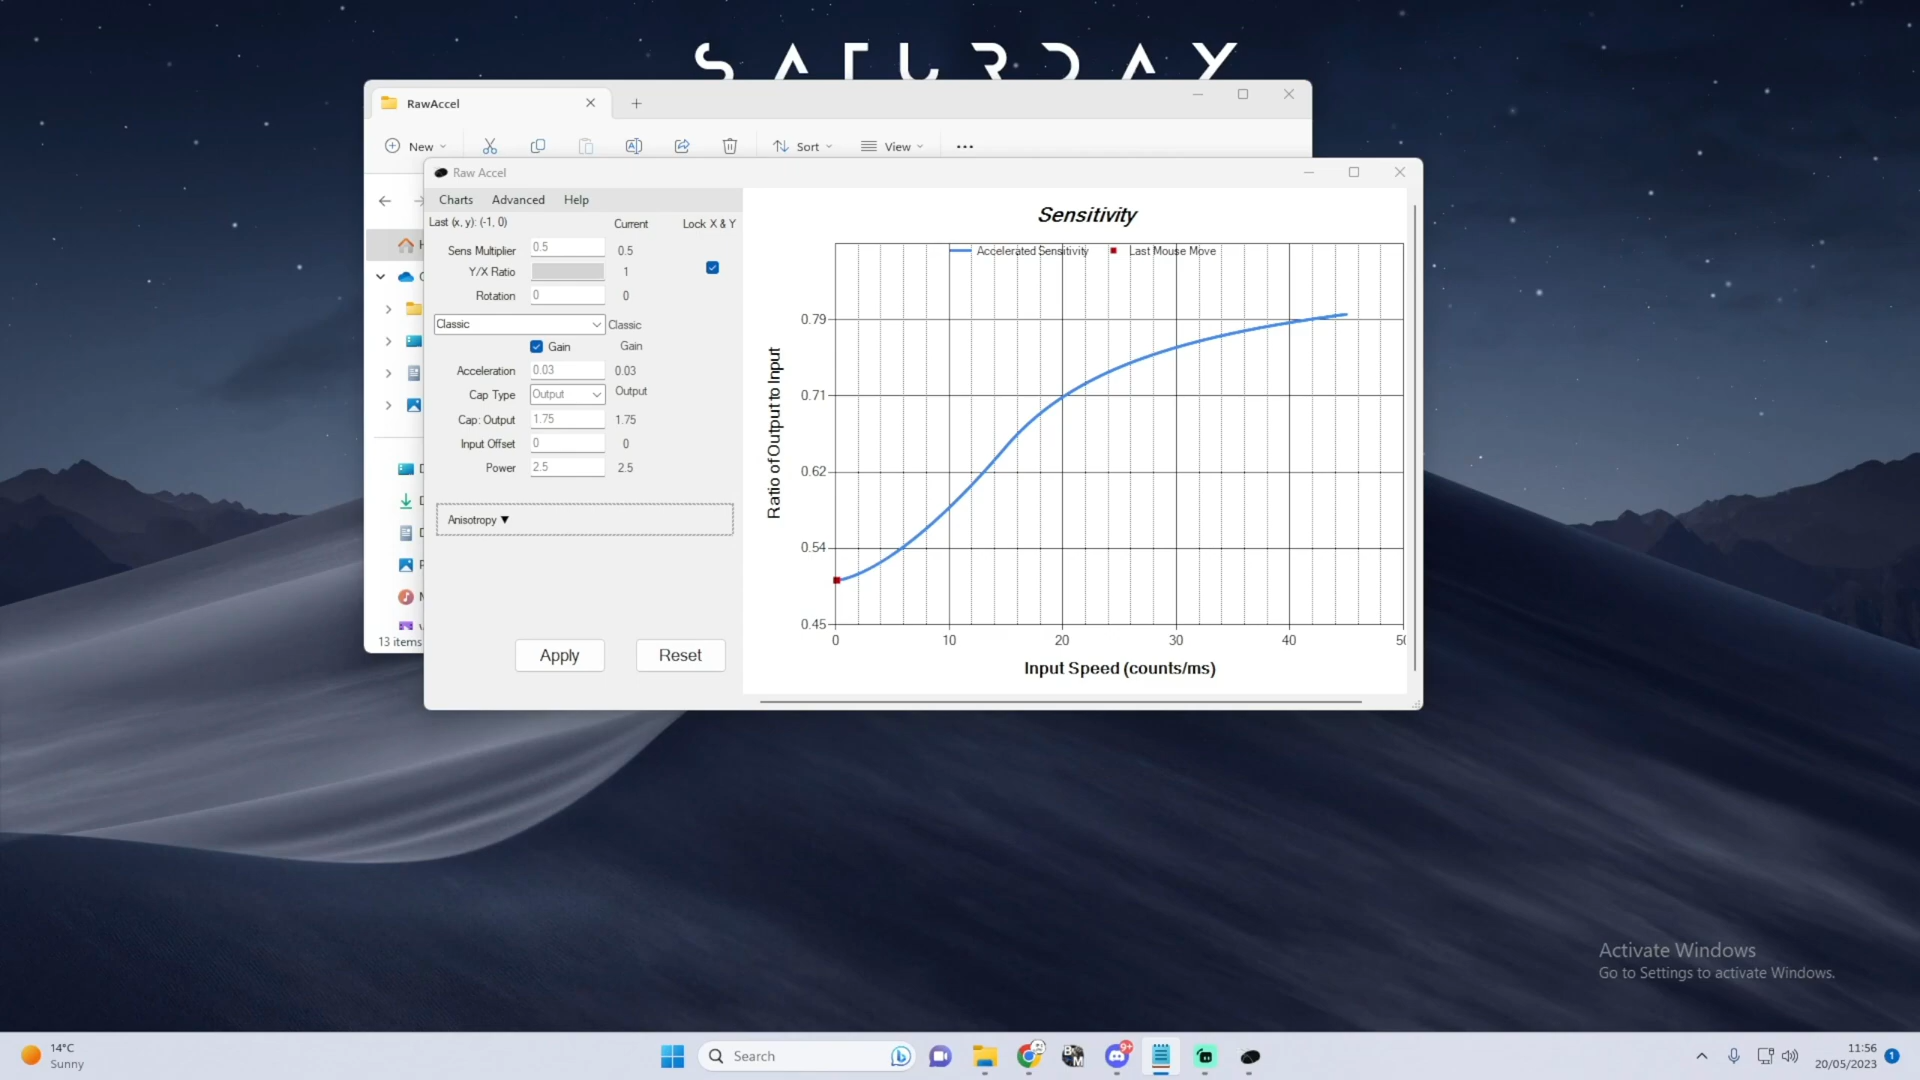 SATURDAY
RawAccel
New
Sort
View
Raw Accel
Charts Advanced Help
Last (x, y): (-1, 0)
Current
Lock X & Y
Sens Multiplier 0.5 0.5
Y/X Ratio 1
Rotation 0 0
Classic Classic
Gain Gain
Acceleration 0.03 0.03
Cap Type Output Output
Cap: Output 1.75 1.75
Input Offset 0 0
Power 2.5 2.5
Anisotropy ▼
Apply Reset
13 items
Sensitivity
Accelerated Sensitivity Last Mouse Move
Ratio of Output to Input
0.79
0.71
0.62
0.54
0.45
0 10 20 30 40 50
Input Speed (counts/ms)
Activate Windows
Go to Settings to activate Windows.
14°C
Sunny
Search
9+
11:56
20/05/2023
1